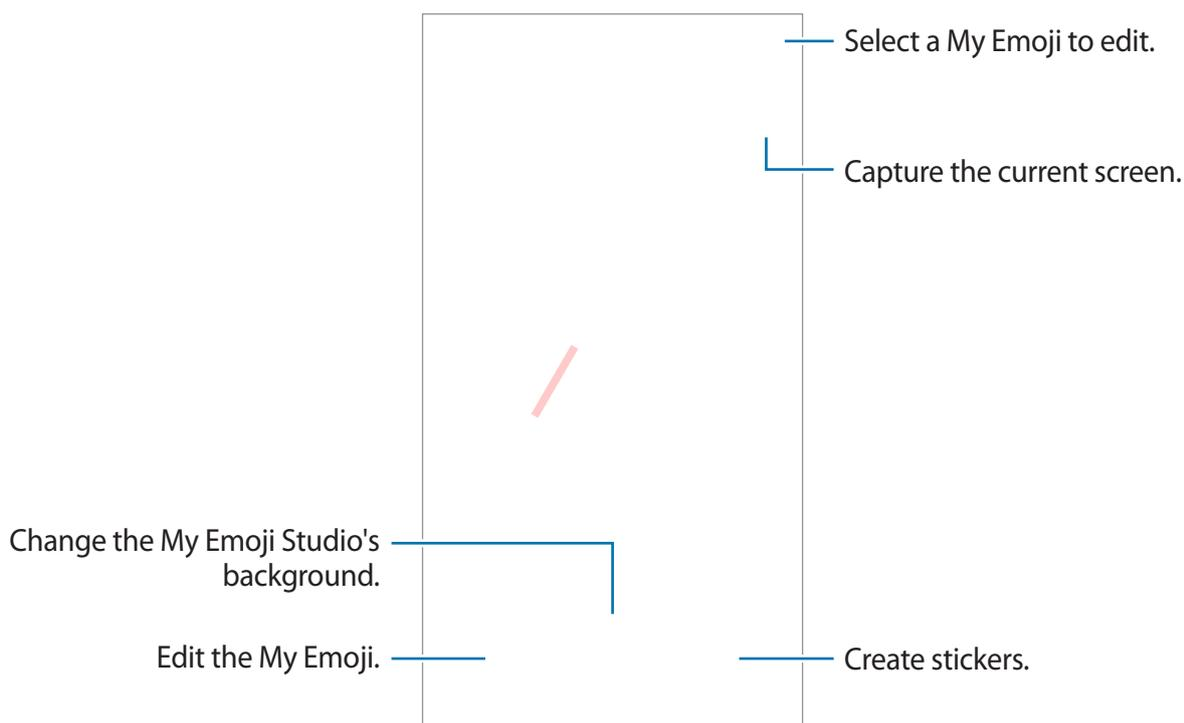 Select a My Emoji to edit.
Capture the current screen.
Change the My Emoji Studio's
background.
Edit the My Emoji.
Create stickers.